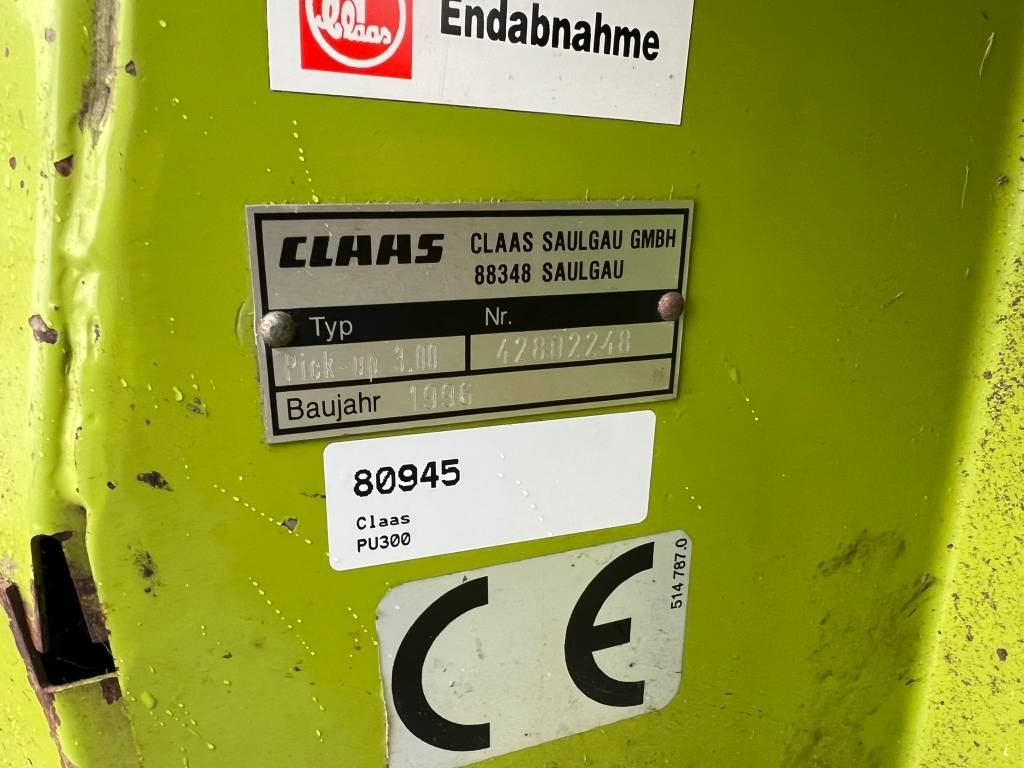 Claas
Endabnahme
CLAAS
CLAAS SAULGAU GMBH
88348 SAULGAU
Typ
Nr.
Pick-up 3.00
42802248
Baujahr 1996
80945
Claas
PU300
CE
514 787.0